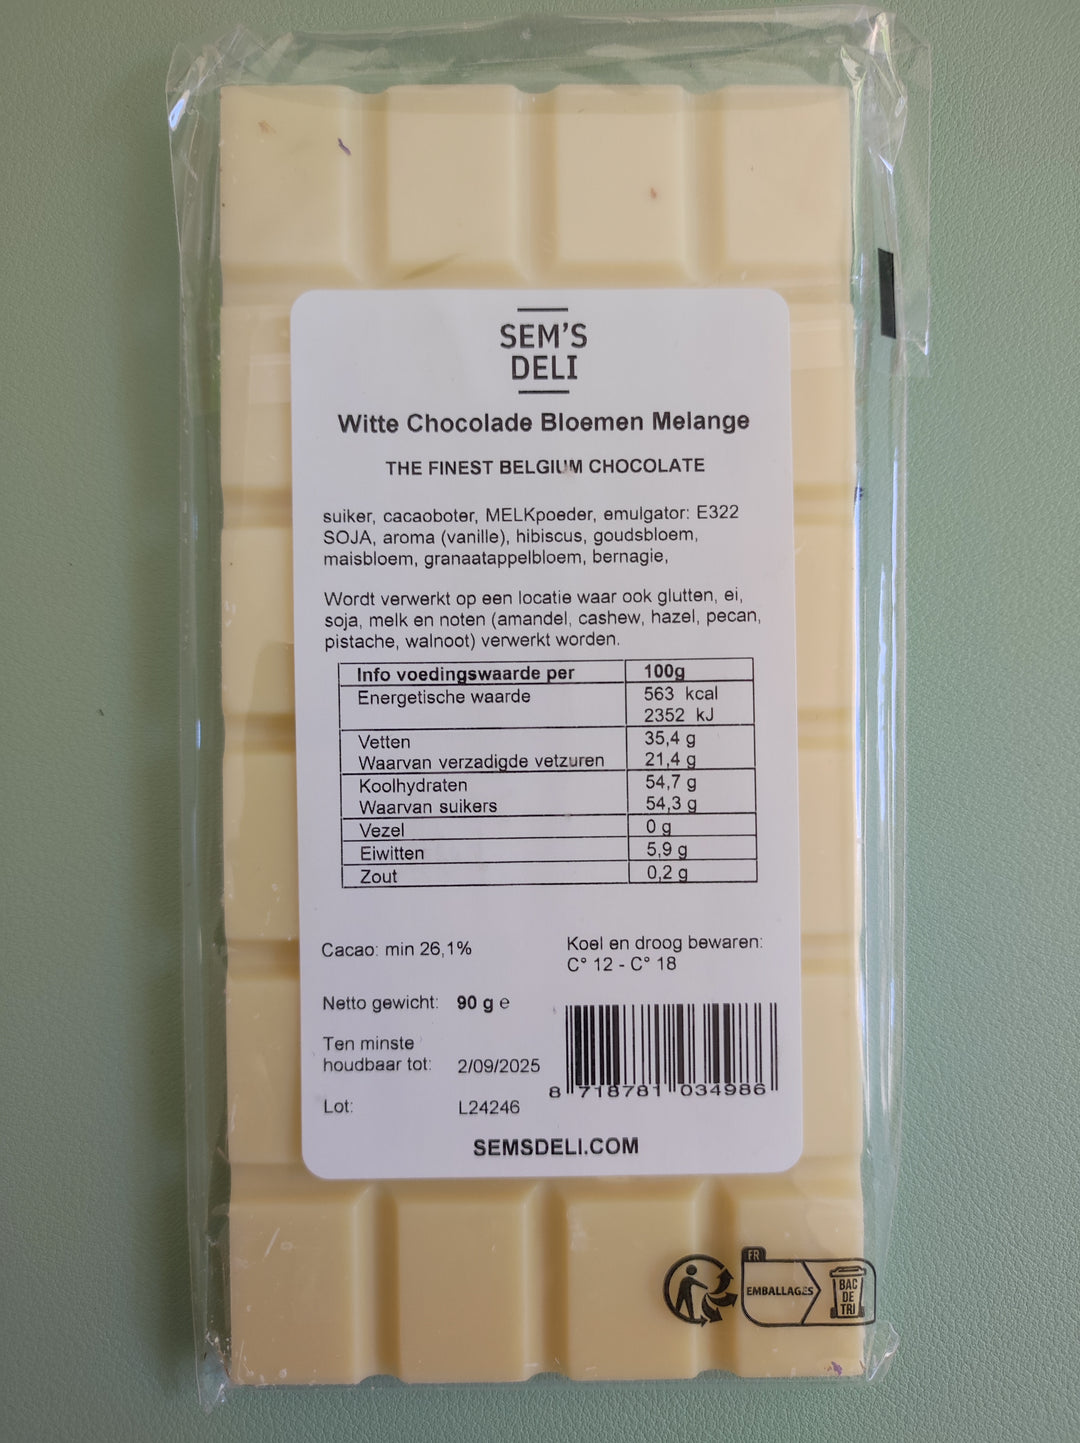 SEM'S
DELI
Witte Chocolade Bloemen Melange
THE FINEST BELGIUM CHOCOLATE
suiker, cacaoboter, MELKpoeder, emulgator: E322
SOJA, aroma (vanille), hibiscus, goudsbloem,
maisbloem, granaatappelbloem, bernagie,
Wordt verwerkt op een locatie waar ook glutten, ei,
soja, melk en noten (amandel, cashew, hazel, pecan,
pistache, walnoot) verwerkt worden.
Info voedingswaarde per 100g
Energetische waarde 563 kcal
2352 kJ
Vetten 35,4 g
Waarvan verzadigde vetzuren 21,4 g
Koolhydraten 54,7 g
Waarvan suikers 54,3 g
Vezel 0 g
Eiwitten 5,9 g
Zout 0,2 g
Cacao: min 26,1%
Koel en droog bewaren:
C° 12 - C° 18
Netto gewicht: 90 g e
Ten minste
houdbaar tot: 2/09/2025
Lot: L24246
8 718781 034986
SEMSDELI.COM
FR
EMBALLAGES
BAC
DE
TRI